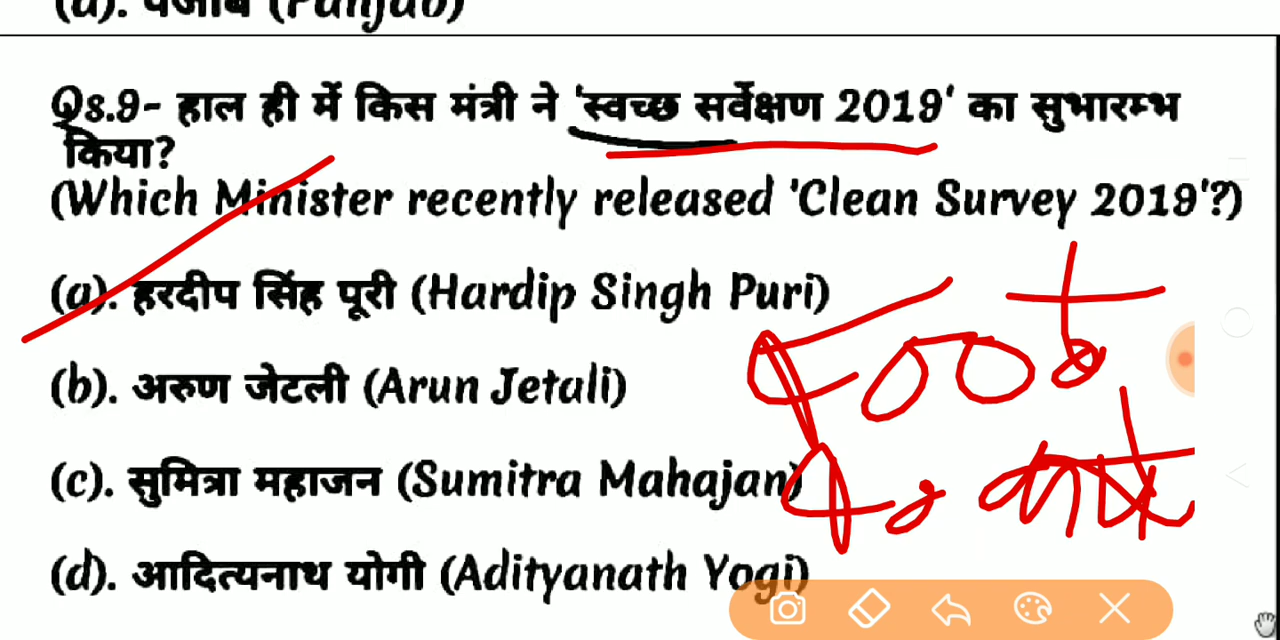 (d). पंजाब (Punjab)
Qs.9- हाल ही में किस मंत्री ने 'स्वच्छ सर्वेक्षण 2019' का सुभारम्भ
किया?
(Which Minister recently released 'Clean Survey 2019'?)
(a). हरदीप सिंह पूरी (Hardip Singh Puri)
(b). अरुण जेटली (Arun Jetali)
(c). सुमित्रा महाजन (Sumitra Mahajan)
(d). आदित्यनाथ योगी (Adityanath Yogi)